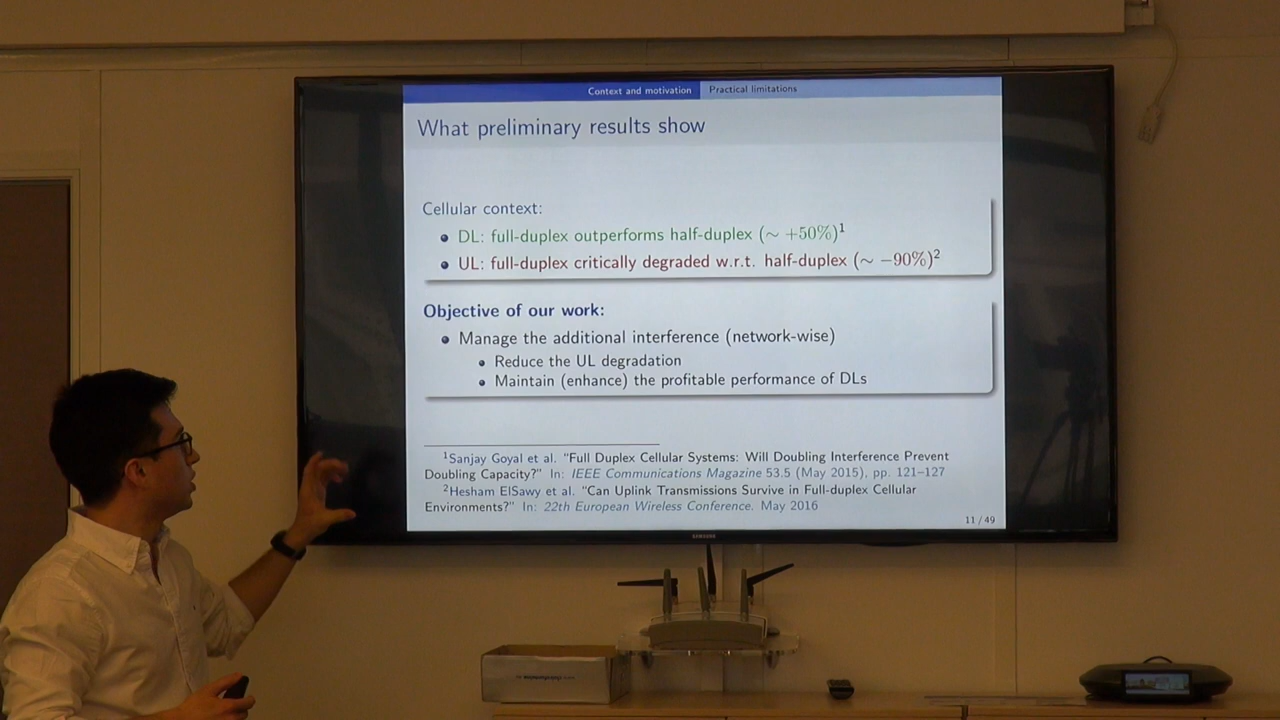 Context and motivation Practical limitations
What preliminary results show
Cellular context:
DL: full-duplex outperforms half-duplex (∼ +50%)¹
UL: full-duplex critically degraded w.r.t. half-duplex (∼ −90%)²
Objective of our work:
Manage the additional interference (network-wise)
Reduce the UL degradation
Maintain (enhance) the profitable performance of DLs
¹Sanjay Goyal et al. “Full Duplex Cellular Systems: Will Doubling Interference Prevent
Doubling Capacity?” In: IEEE Communications Magazine 53.5 (May 2015), pp. 121–127
²Hesham ElSawy et al. “Can Uplink Transmissions Survive in Full-duplex Cellular
Environments?” In: 22th European Wireless Conference. May 2016
11 / 49
SAMSUNG